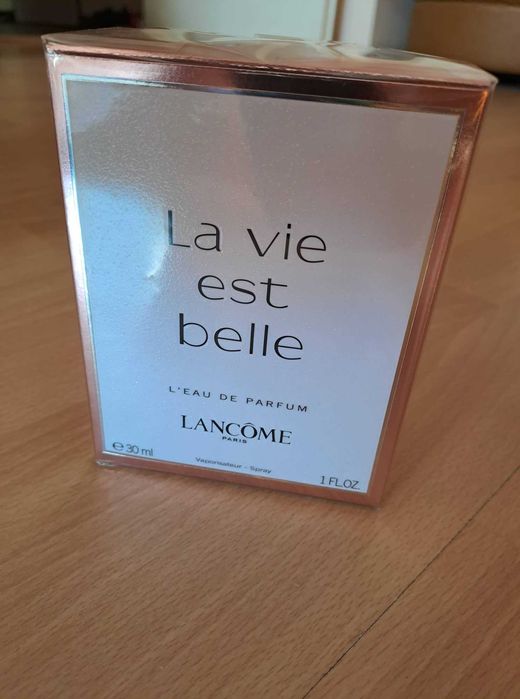 La vie
est
belle
L'EAU DE PARFUM
LANCÔME
PARIS
℮ 30 ml
Vaporisateur - Spray
1 FL.OZ.